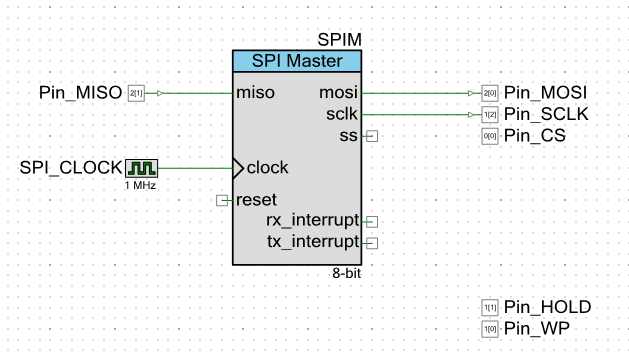 SPIM
SPI Master
Pin_MISO 2[1] miso mosi 2[0] Pin_MOSI
sclk 1[2] Pin_SCLK
ss 0[0] Pin_CS
SPI_CLOCK clock
1 MHz
reset
rx_interrupt
tx_interrupt
8-bit
1[1] Pin_HOLD
1[0] Pin_WP